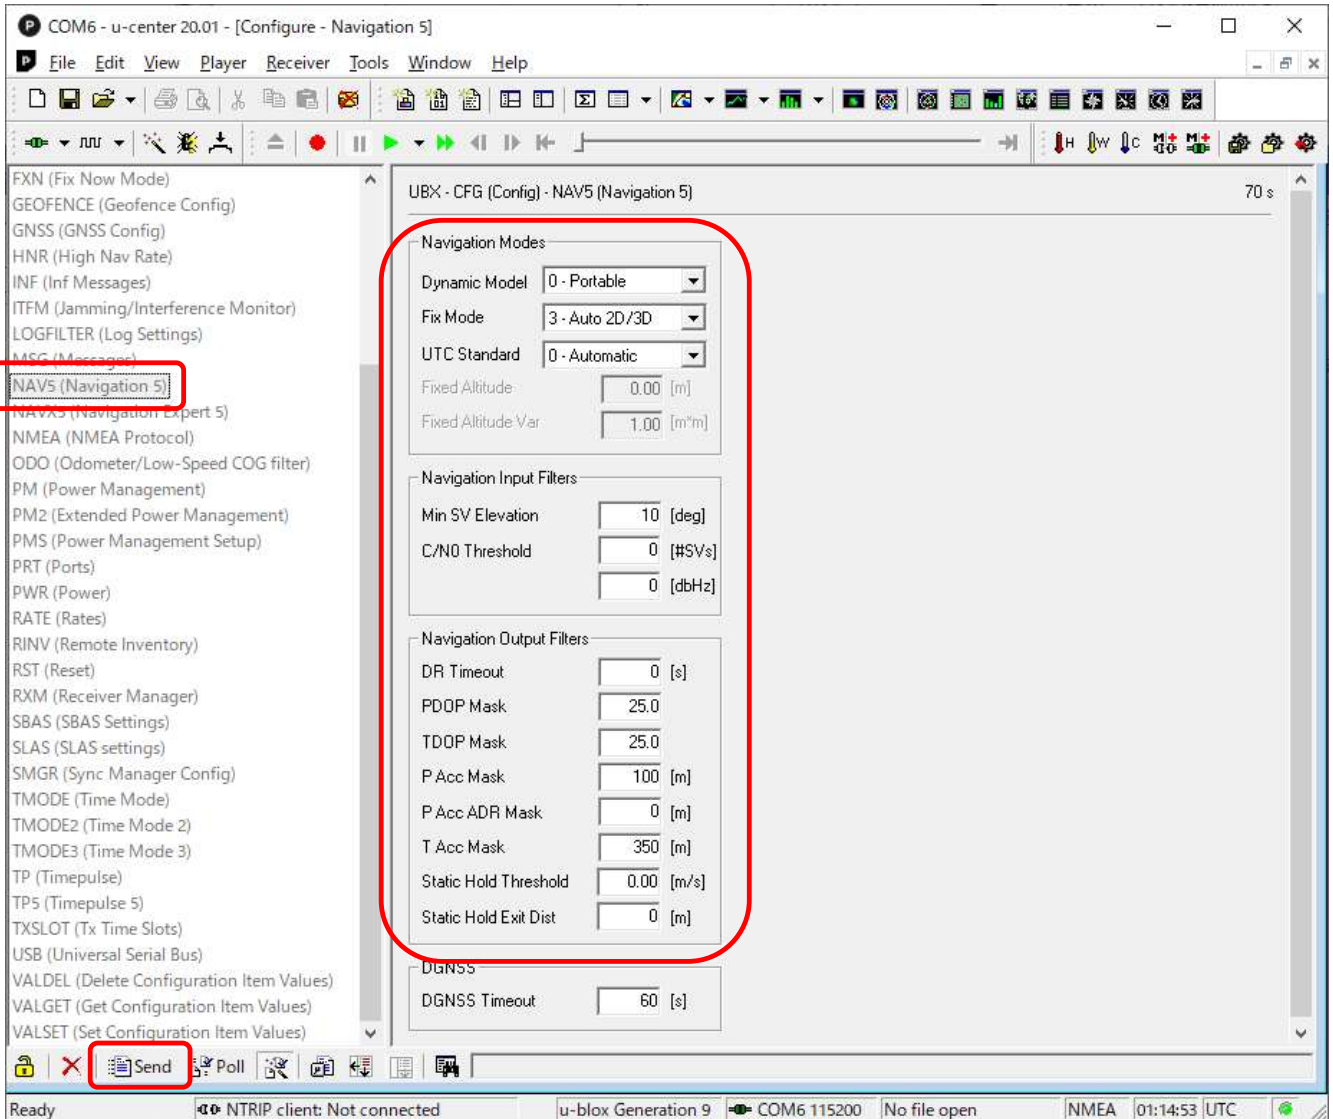 COM6 - u-center 20.01 - [Configure - Navigation 5]
File Edit View Player Receiver Tools Window Help
FXN (Fix Now Mode)
GEOFENCE (Geofence Config)
GNSS (GNSS Config)
HNR (High Nav Rate)
INF (Inf Messages)
ITFM (Jamming/Interference Monitor)
LOGFILTER (Log Settings)
MSG (Messages)
NAV5 (Navigation 5)
NAVX5 (Navigation Expert 5)
NMEA (NMEA Protocol)
ODO (Odometer/Low-Speed COG filter)
PM (Power Management)
PM2 (Extended Power Management)
PMS (Power Management Setup)
PRT (Ports)
PWR (Power)
RATE (Rates)
RINV (Remote Inventory)
RST (Reset)
RXM (Receiver Manager)
SBAS (SBAS Settings)
SLAS (SLAS settings)
SMGR (Sync Manager Config)
TMODE (Time Mode)
TMODE2 (Time Mode 2)
TMODE3 (Time Mode 3)
TP (Timepulse)
TP5 (Timepulse 5)
TXSLOT (Tx Time Slots)
USB (Universal Serial Bus)
VALDEL (Delete Configuration Item Values)
VALGET (Get Configuration Item Values)
VALSET (Set Configuration Item Values)
UBX - CFG (Config) - NAV5 (Navigation 5) 70 s
Navigation Modes
Dynamic Model 0 - Portable
Fix Mode 3 - Auto 2D/3D
UTC Standard 0 - Automatic
Fixed Altitude 0.00 [m]
Fixed Altitude Var 1.00 [m*m]
Navigation Input Filters
Min SV Elevation 10 [deg]
C/N0 Threshold 0 [#SVs]
0 [dbHz]
Navigation Output Filters
DR Timeout 0 [s]
PDOP Mask 25.0
TDOP Mask 25.0
P Acc Mask 100 [m]
P Acc ADR Mask 0 [m]
T Acc Mask 350 [m]
Static Hold Threshold 0.00 [m/s]
Static Hold Exit Dist 0 [m]
DGNSS
DGNSS Timeout 60 [s]
Send Poll
Ready NTRIP client: Not connected u-blox Generation 9 COM6 115200 No file open NMEA 01:14:53 UTC